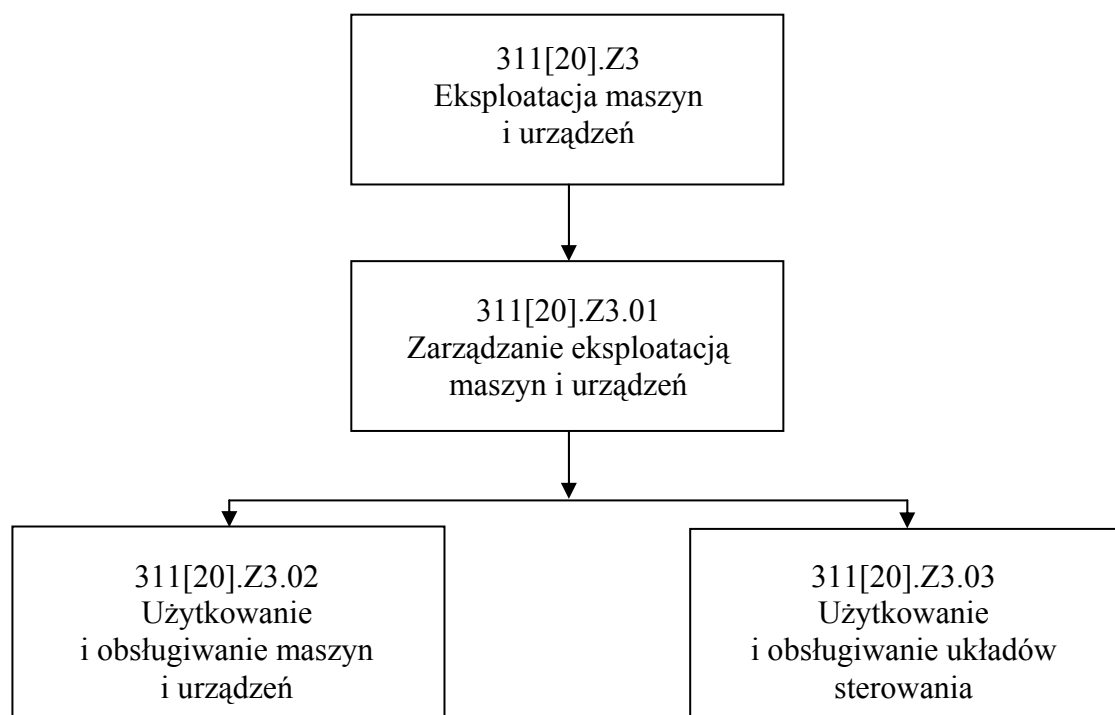 311[20].Z3
Eksploatacja maszyn
i urządzeń
311[20].Z3.01
Zarządzanie eksploatacją
maszyn i urządzeń
311[20].Z3.02
Użytkowanie
i obsługiwanie maszyn
i urządzeń
311[20].Z3.03
Użytkowanie
i obsługiwanie układów
sterowania